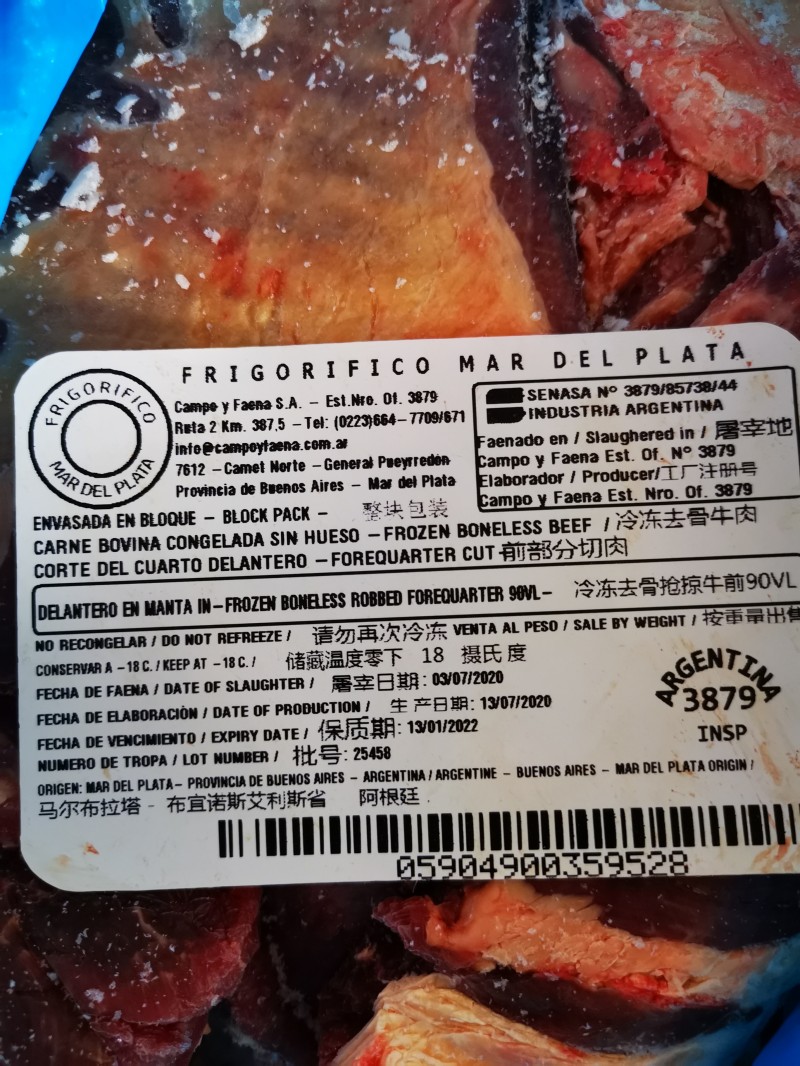 FRIGORIFICO MAR DEL PLATA
FRIGORIFICO
MAR DEL PLATA
Campo y Faena S.A. – Est.Nro. Of. 3879
Ruta 2 Km. 387,5 – Tel: (0223)664–7709/671
info@campoyfaena.com.ar
7612 – Camet Norte – General Pueyrredón
Provincia de Buenos Aires – Mar del Plata
SENASA Nº 3879/85738/44
INDUSTRIA ARGENTINA
Faenado en / Slaughered in / 屠宰地
Campo y Faena Est. Of. Nº 3879
Elaborador / Producer/工厂注册号
Campo y Faena Est. Nro. Of. 3879
ENVASADA EN BLOQUE – BLOCK PACK – 整块包装
CARNE BOVINA CONGELADA SIN HUESO – FROZEN BONELESS BEEF / 冷冻去骨牛肉
CORTE DEL CUARTO DELANTERO – FOREQUARTER CUT 前部分切肉
DELANTERO EN MANTA IN–FROZEN BONELESS ROBBED FOREQUARTER 90VL– 冷冻去骨抢掠牛前90VL
NO RECONGELAR / DO NOT REFREEZE / 请勿再次冷冻 VENTA AL PESO / SALE BY WEIGHT / 按重量出售
CONSERVAR A –18 C. / KEEP AT –18 C. / 储藏温度零下 18 摄氏度
FECHA DE FAENA / DATE OF SLAUGHTER / 屠宰日期: 03/07/2020
FECHA DE ELABORACIÒN / DATE OF PRODUCTION / 生产日期: 13/07/2020
FECHA DE VENCIMIENTO / EXPIRY DATE / 保质期: 13/01/2022
NUMERO DE TROPA / LOT NUMBER / 批号: 25458
ARGENTINA
3879
INSP
ORIGEN: MAR DEL PLATA– PROVINCIA DE BUENOS AIRES – ARGENTINA / ARGENTINE – BUENOS AIRES – MAR DEL PLATA ORIGIN /
马尔布拉塔 - 布宜诺斯艾利斯省 阿根廷 .
05904900359528